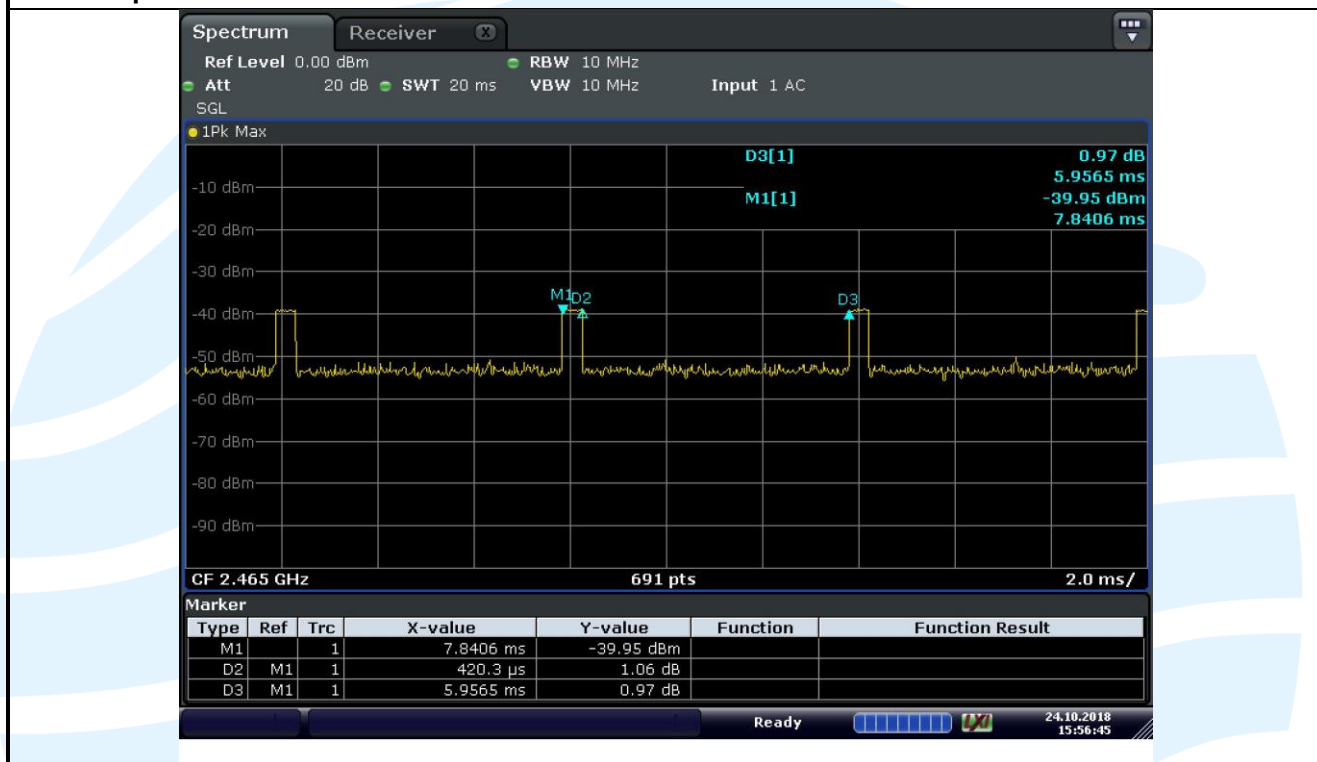 Spectrum Receiver X
Ref Level 0.00 dBm RBW 10 MHz
Att 20 dB SWT 20 ms VBW 10 MHz Input 1 AC
SGL
1Pk Max
D3[1] 0.97 dB
5.9565 ms
M1[1] -39.95 dBm
7.8406 ms
-10 dBm
-20 dBm
-30 dBm
M1 D2 D3
-40 dBm
-50 dBm
-60 dBm
-70 dBm
-80 dBm
-90 dBm
CF 2.465 GHz 691 pts 2.0 ms/
Marker
Type Ref Trc X-value Y-value Function Function Result
M1 1 7.8406 ms -39.95 dBm
D2 M1 1 420.3 µs 1.06 dB
D3 M1 1 5.9565 ms 0.97 dB
Ready LXI 24.10.2018
15:56:45